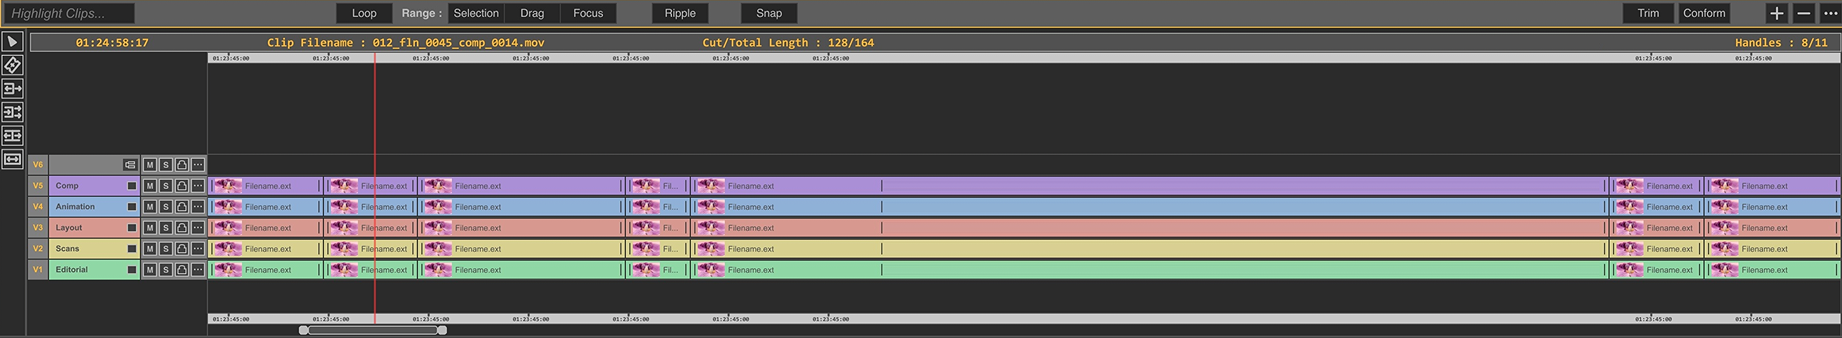 Highlight Clips... Loop Range : Selection Drag Focus Ripple Snap Trim Conform + − ...
01:24:58:17 Clip Filename : 012_fln_0045_comp_0014.mov Cut/Total Length : 128/164 Handles : 8/11
01:23:45:00 01:23:45:00 01:23:45:00 01:23:45:00 01:23:45:00 01:23:45:00 01:23:45:00 01:23:45:00 01:23:45:00
V6 M S ...
V5 Comp M S ... Filename.ext Filename.ext Filename.ext Fil... Filename.ext Filename.ext Filename.ext
V4 Animation M S ... Filename.ext Filename.ext Filename.ext Fil... Filename.ext Filename.ext Filename.ext
V3 Layout M S ... Filename.ext Filename.ext Filename.ext Fil... Filename.ext Filename.ext Filename.ext
V2 Scans M S ... Filename.ext Filename.ext Filename.ext Fil... Filename.ext Filename.ext Filename.ext
V1 Editorial M S ... Filename.ext Filename.ext Filename.ext Fil... Filename.ext Filename.ext Filename.ext
01:23:45:00 01:23:45:00 01:23:45:00 01:23:45:00 01:23:45:00 01:23:45:00 01:23:45:00 01:23:45:00 01:23:45:00